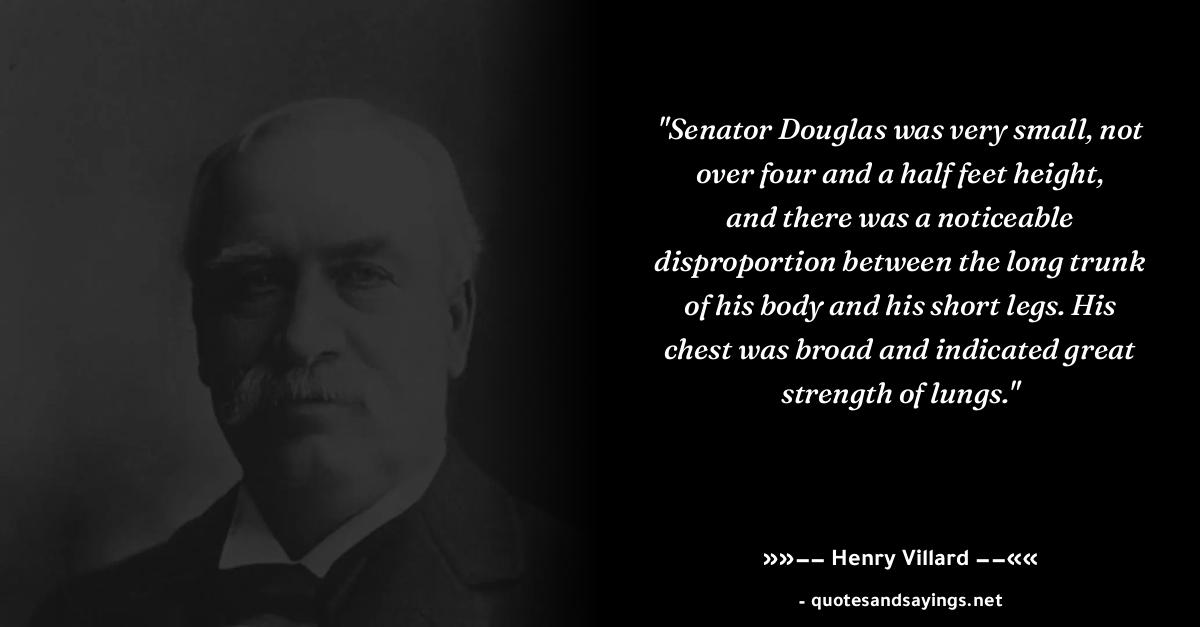 "Senator Douglas was very small, not
over four and a half feet height,
and there was a noticeable
disproportion between the long trunk
of his body and his short legs. His
chest was broad and indicated great
strength of lungs."
»»−− Henry Villard −−««
- quotesandsayings.net